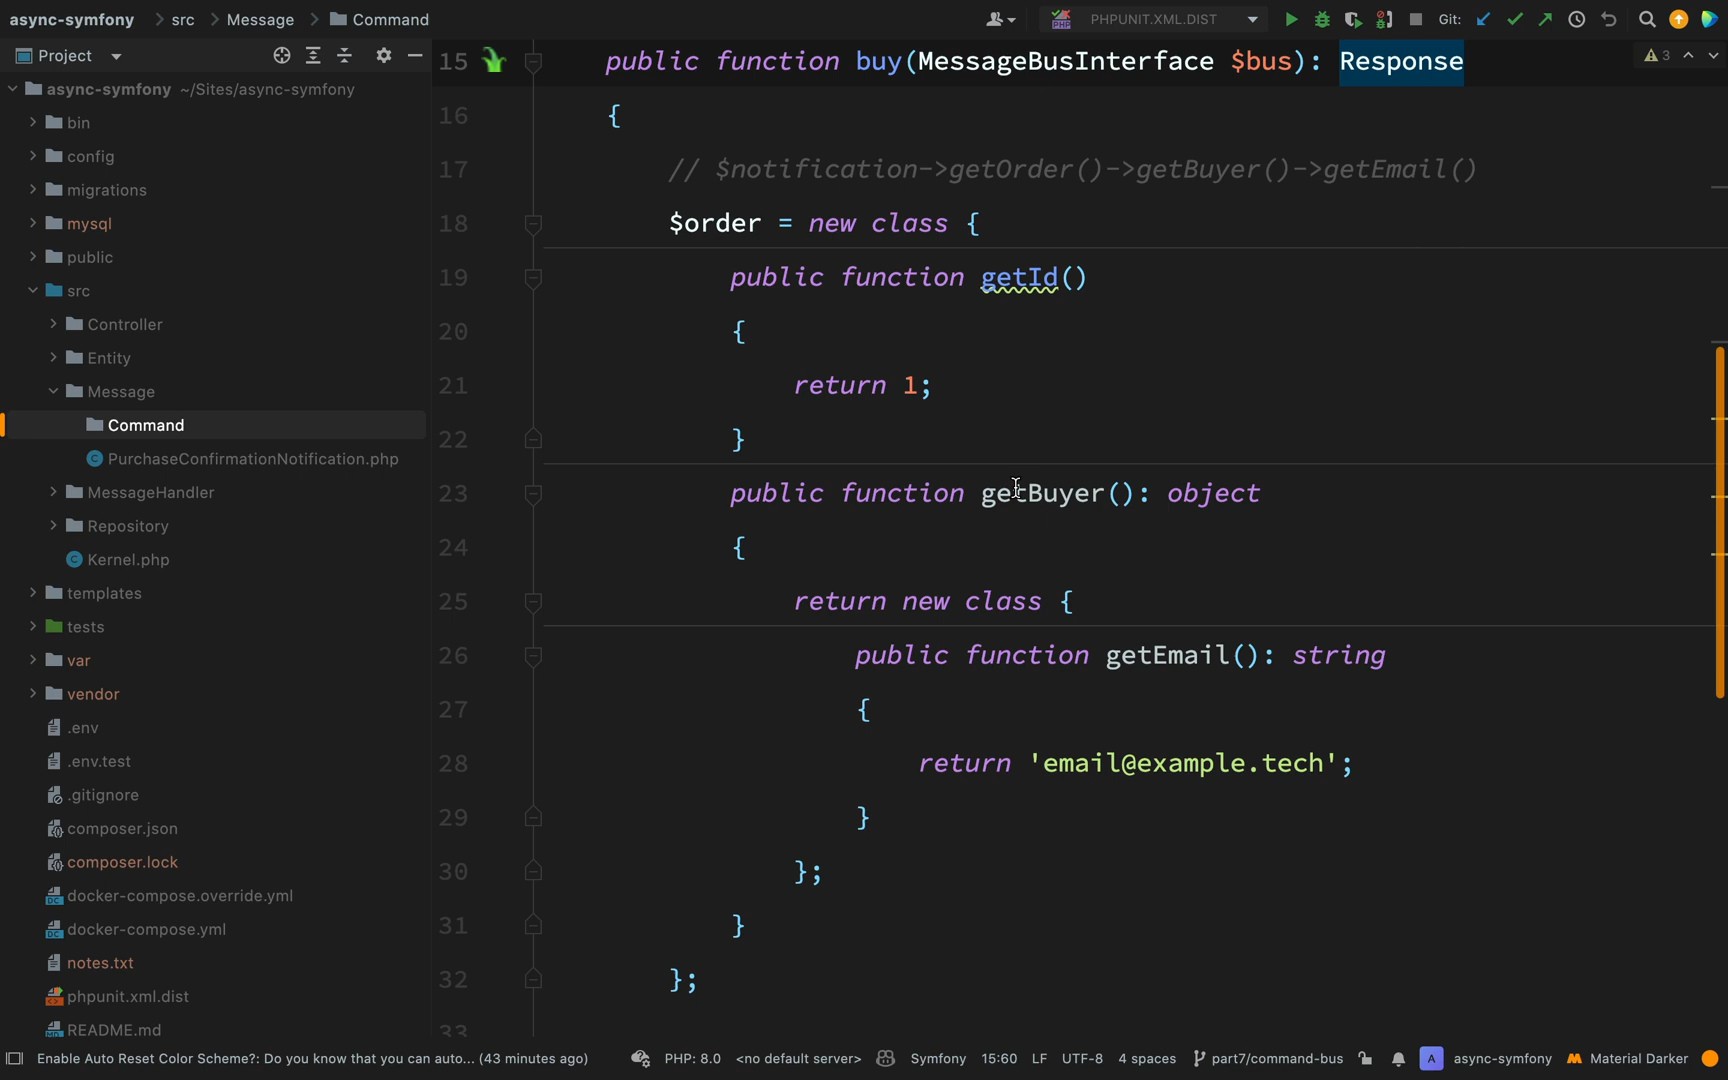 async-symfony > src > Message > Command
PHPUNIT.XML.DIST
Git:
Project
async-symfony ~/Sites/async-symfony
bin
config
migrations
mysql
public
src
Controller
Entity
Message
Command
PurchaseConfirmationNotification.php
MessageHandler
Repository
Kernel.php
templates
tests
var
vendor
.env
.env.test
.gitignore
composer.json
composer.lock
docker-compose.override.yml
docker-compose.yml
notes.txt
phpunit.xml.dist
README.md
3
15 public function buy(MessageBusInterface $bus): Response
16 {
17 // $notification->getOrder()->getBuyer()->getEmail()
18 $order = new class {
19 public function getId()
20 {
21 return 1;
22 }
23 public function getBuyer(): object
24 {
25 return new class {
26 public function getEmail(): string
27 {
28 return 'email@example.tech';
29 }
30 };
31 }
32 };
33
Enable Auto Reset Color Scheme?: Do you know that you can auto... (43 minutes ago) PHP: 8.0 <no default server> Symfony 15:60 LF UTF-8 4 spaces part7/command-bus A async-symfony Material Darker